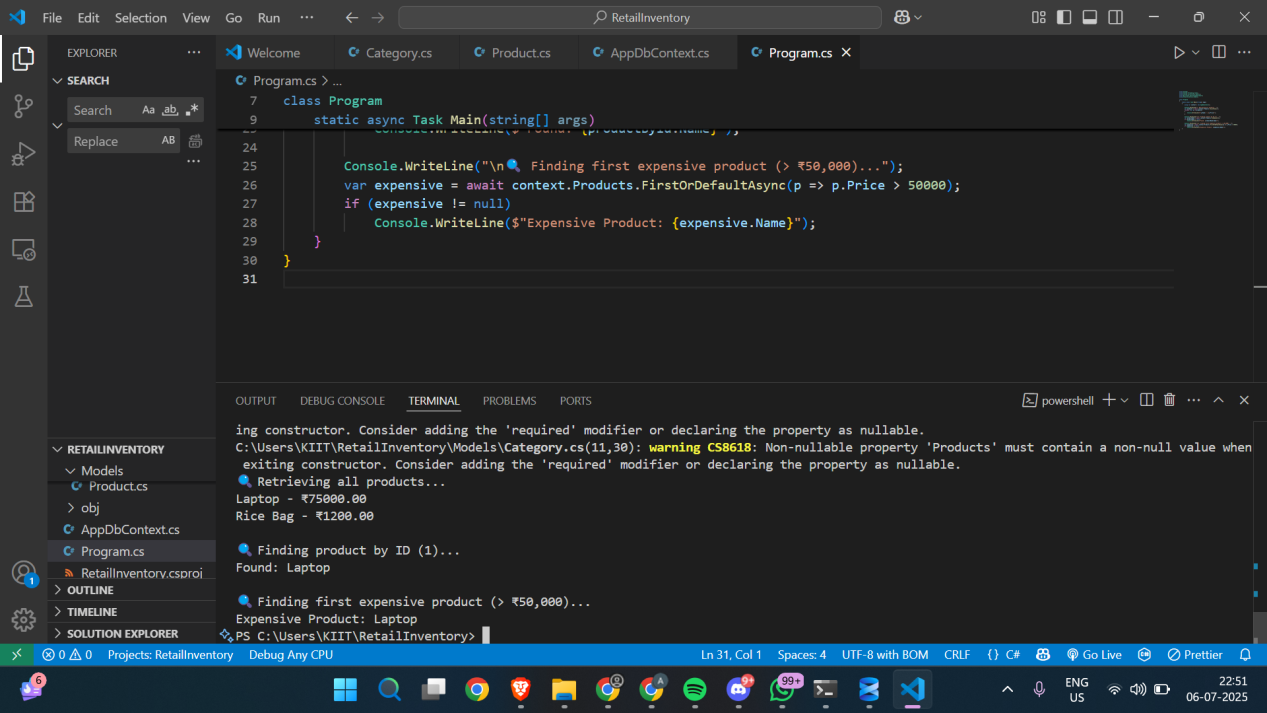 File Edit Selection View Go Run ··· RetailInventory
EXPLORER ···
SEARCH
Search Aa ab .*
Replace AB
···
RETAILINVENTORY
Models
Product.cs
obj
AppDbContext.cs
Program.cs
RetailInventory.csproj
OUTLINE
TIMELINE
SOLUTION EXPLORER
Welcome Category.cs Product.cs AppDbContext.cs Program.cs
Program.cs > ...
7 class Program
9 static async Task Main(string[] args)
24
25 Console.WriteLine("\n🔍 Finding first expensive product (> ₹50,000)...");
26 var expensive = await context.Products.FirstOrDefaultAsync(p => p.Price > 50000);
27 if (expensive != null)
28 Console.WriteLine($"Expensive Product: {expensive.Name}");
29 }
30 }
31
OUTPUT DEBUG CONSOLE TERMINAL PROBLEMS PORTS powershell ···
ing constructor. Consider adding the 'required' modifier or declaring the property as nullable.
C:\Users\KIIT\RetailInventory\Models\Category.cs(11,30): warning CS8618: Non-nullable property 'Products' must contain a non-null value when
exiting constructor. Consider adding the 'required' modifier or declaring the property as nullable.
🔍 Retrieving all products...
Laptop - ₹75000.00
Rice Bag - ₹1200.00
🔍 Finding product by ID (1)...
Found: Laptop
🔍 Finding first expensive product (> ₹50,000)...
Expensive Product: Laptop
PS C:\Users\KIIT\RetailInventory>
1
0 0 Projects: RetailInventory Debug Any CPU Ln 31, Col 1 Spaces: 4 UTF-8 with BOM CRLF {} C# Go Live Prettier
6 A 9+ 99+ ENG 22:51
US 06-07-2025